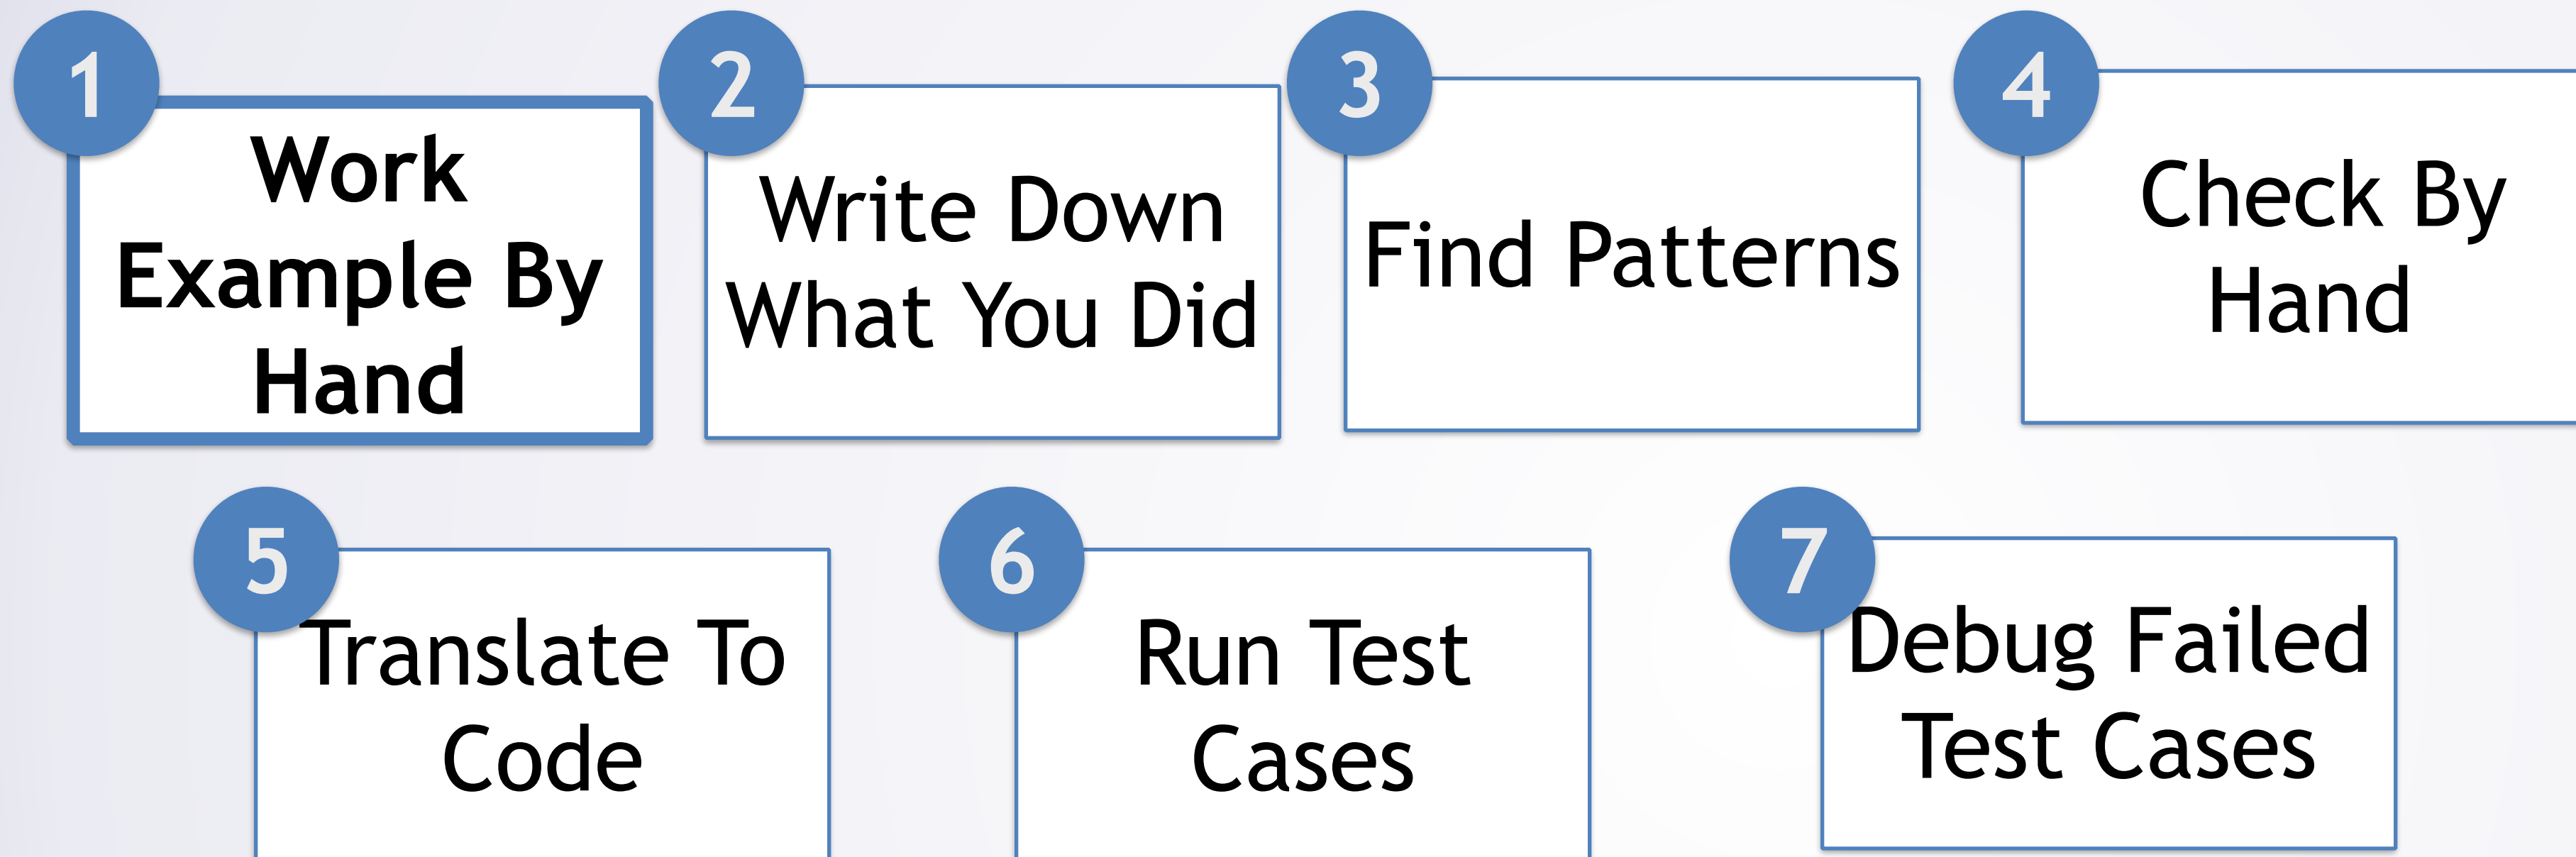 1
Work
Example By
Hand
2
Write Down
What You Did
3
Find Patterns
4
Check By
Hand
5
Translate To
Code
6
Run Test
Cases
7
Debug Failed
Test Cases